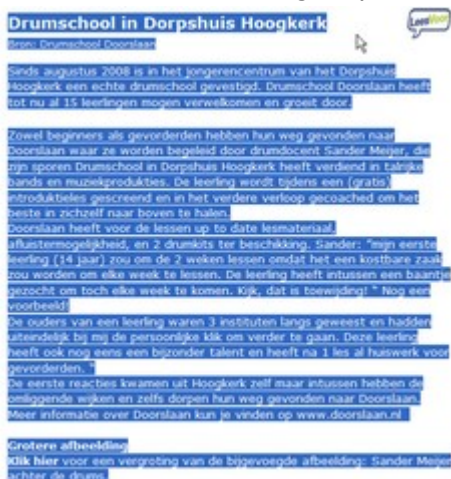 Drumschool in Dorpshuis Hoogkerk
LeesVoor
Bron: Drumschool Doorslaan
Sinds augustus 2008 is in het jongerencentrum van het Dorpshuis
Hoogkerk een echte drumschool gevestigd. Drumschool Doorslaan heeft
tot nu al 15 leerlingen mogen verwelkomen en groeit door.
Zowel beginners als gevorderden hebben hun weg gevonden naar
Doorslaan waar ze worden begeleid door drumdocent Sander Meijer, die
zijn sporen Drumschool in Dorpshuis Hoogkerk heeft verdiend in talrijke
bands en muziekprodukties. De leerling wordt tijdens een (gratis)
introduktieles gescreend en in het verdere verloop gecoached om het
beste in zichzelf naar boven te halen.
Doorslaan heeft voor de lessen up to date lesmateriaal,
afluistermogelijkheid, en 2 drumkits ter beschikking. Sander: "mijn eerste
leerling (14 jaar) zou om de 2 weken lessen omdat het een kostbare zaak
zou worden om elke week te lessen. De leerling heeft intussen een baantje
gezocht om toch elke week te komen. Kijk, dat is toewijding! " Nog een
voorbeeld!
De ouders van een leerling waren 3 instituten langs geweest en hadden
uiteindelijk bij mij de persoonlijke klik om verder te gaan. Deze leerling
heeft ook nog eens een bijzonder talent en heeft na 1 les al huiswerk voor
gevorderden. "
De eerste reacties kwamen uit Hoogkerk zelf maar intussen hebben de
omliggende wijken en zelfs dorpen hun weg gevonden naar Doorslaan.
Meer informatie over Doorslaan kun je vinden op www.doorslaan.nl
Grotere afbeelding
Klik hier voor een vergroting van de bijgevoegde afbeelding: Sander Meijer
achter de drums.